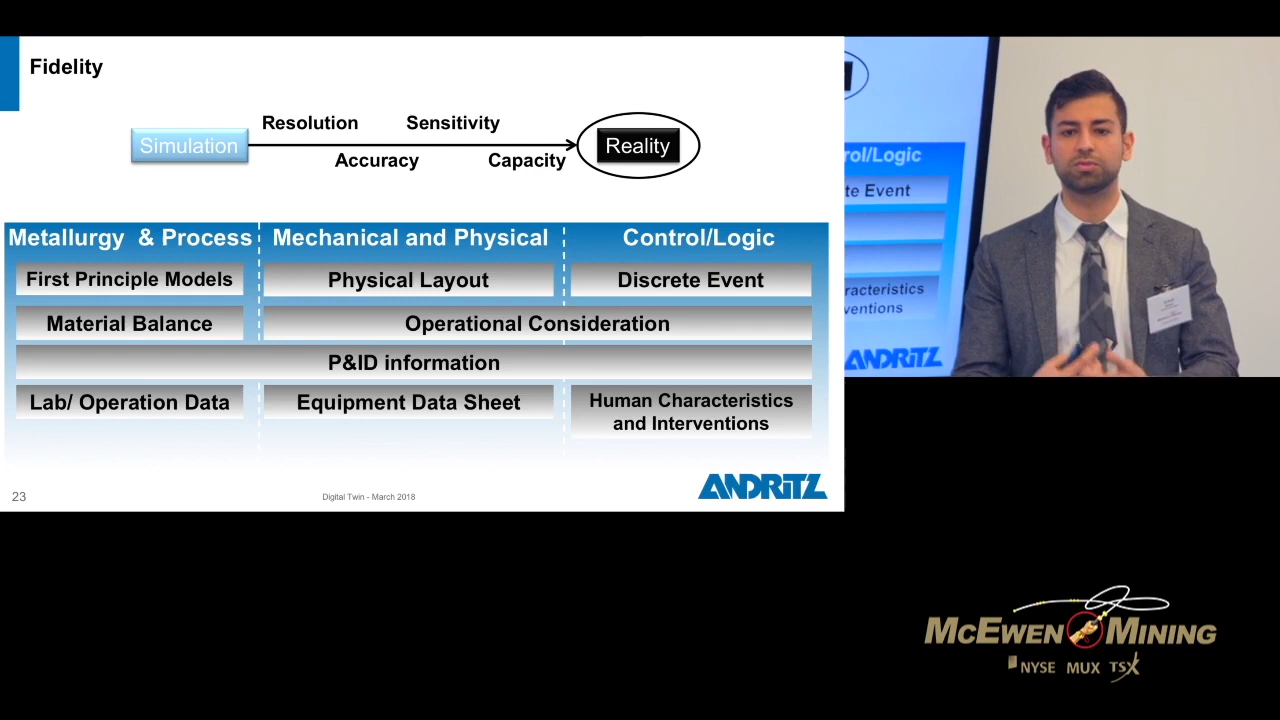 Fidelity
Resolution Sensitivity
Simulation
Reality
Accuracy Capacity
Metallurgy & Process
Mechanical and Physical
Control/Logic
First Principle Models
Physical Layout
Discrete Event
Material Balance
Operational Consideration
P&ID information
Lab/ Operation Data
Equipment Data Sheet
Human Characteristics
and Interventions
23
Digital Twin - March 2018
ANDRITZ
rol/Logic
te Event
racteristics
ventions
ANDRITZ
MCEWEN MINING
NYSE MUX TSX